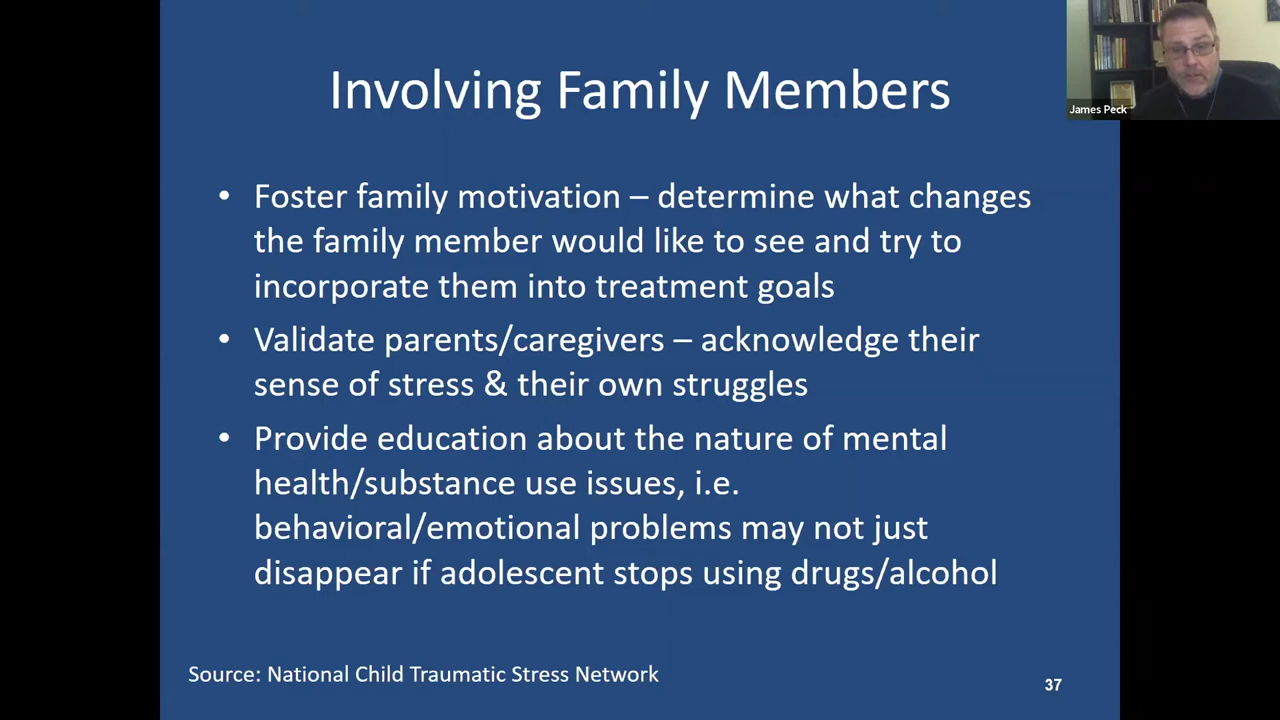 Involving Family Members
James Peck
• Foster family motivation – determine what changes
the family member would like to see and try to
incorporate them into treatment goals
• Validate parents/caregivers – acknowledge their
sense of stress & their own struggles
• Provide education about the nature of mental
health/substance use issues, i.e.
behavioral/emotional problems may not just
disappear if adolescent stops using drugs/alcohol
Source: National Child Traumatic Stress Network
37